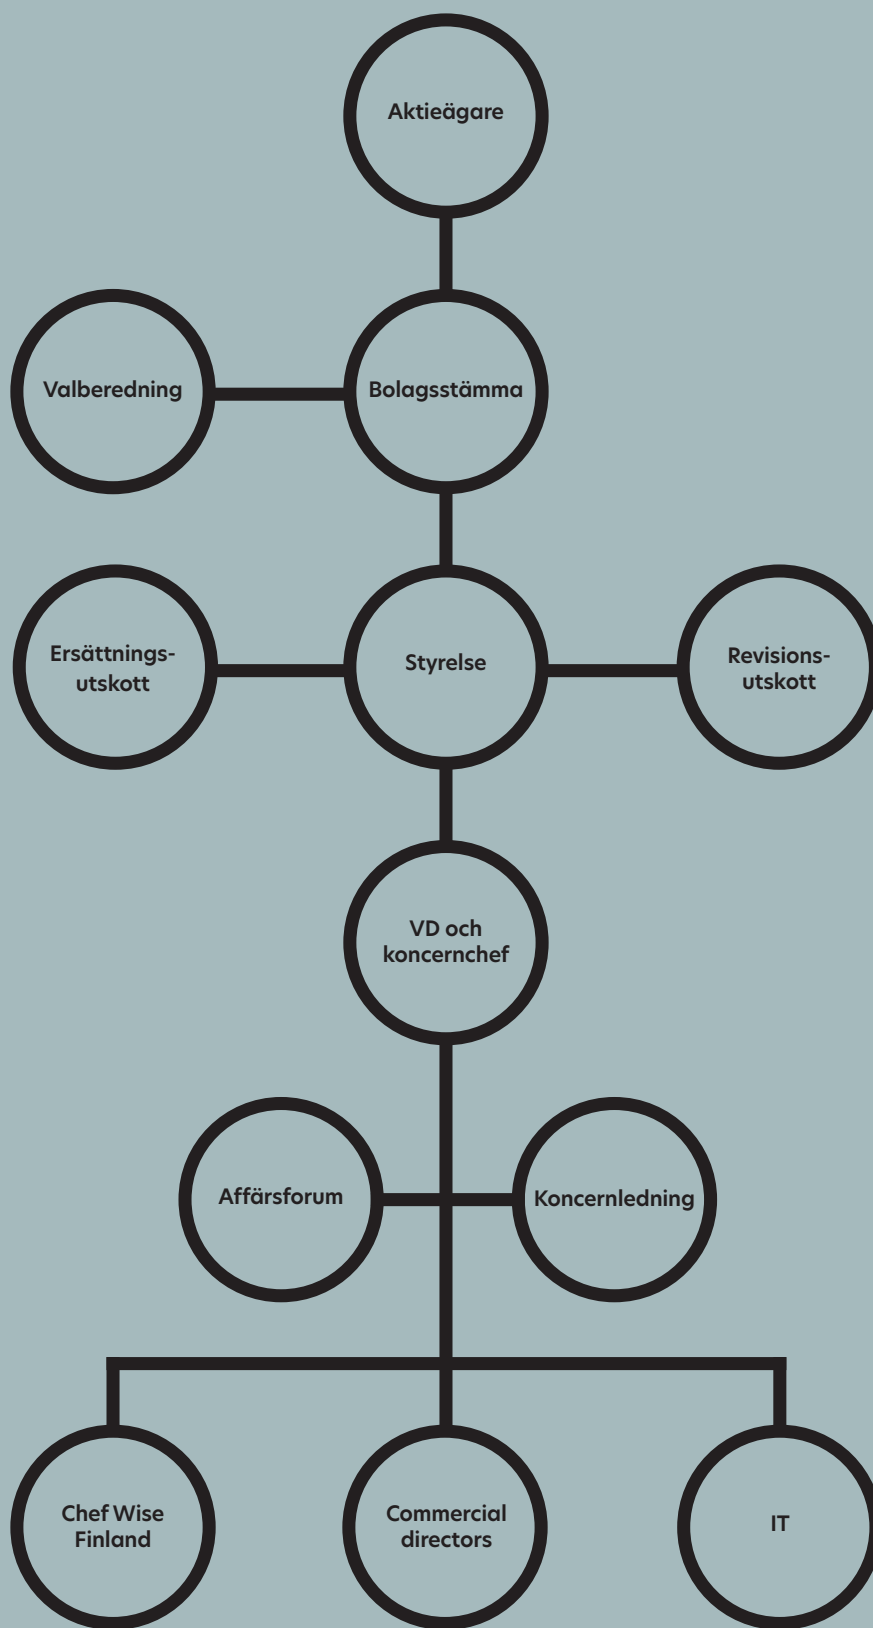 Aktieägare
Valberedning
Bolagsstämma
Ersättnings-
utskott
Styrelse
Revisions-
utskott
VD och
koncernchef
Affärsforum
Koncernledning
Chef Wise
Finland
Commercial
directors
IT